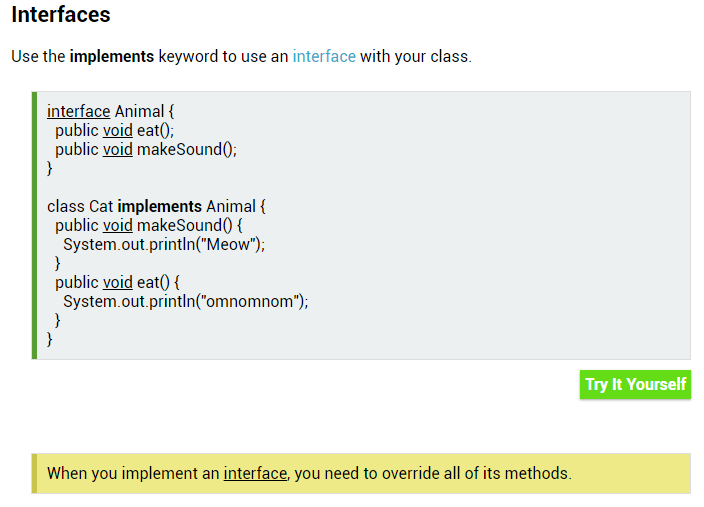 Interfaces
Use the implements keyword to use an interface with your class.
interface Animal {
public void eat();
public void makeSound();
}
class Cat implements Animal {
public void makeSound() {
System.out.println("Meow");
}
public void eat() {
System.out.println("omnomnom");
}
}
Try It Yourself
When you implement an interface, you need to override all of its methods.